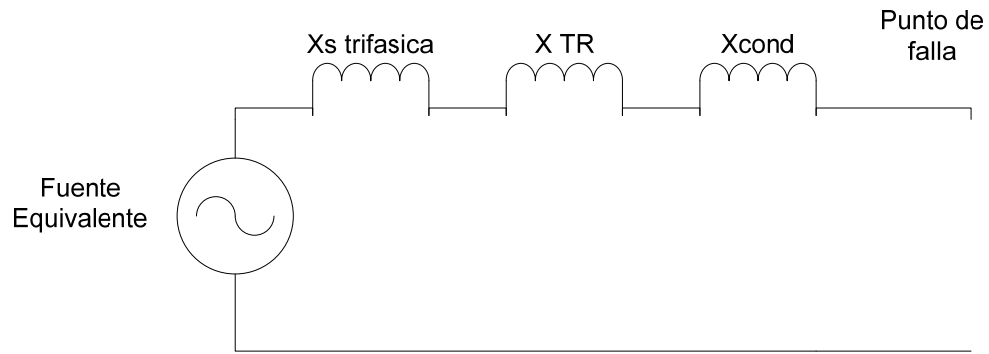 Xs trifasica
X TR
Xcond
Punto de
falla
Fuente
Equivalente